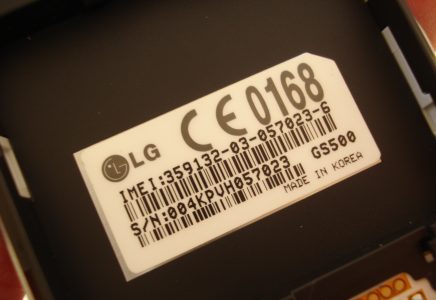 LG CE 0168
IMEI:359132-03-057023-6
S/N:004KPVH057023 GS500
MADE IN KOREA